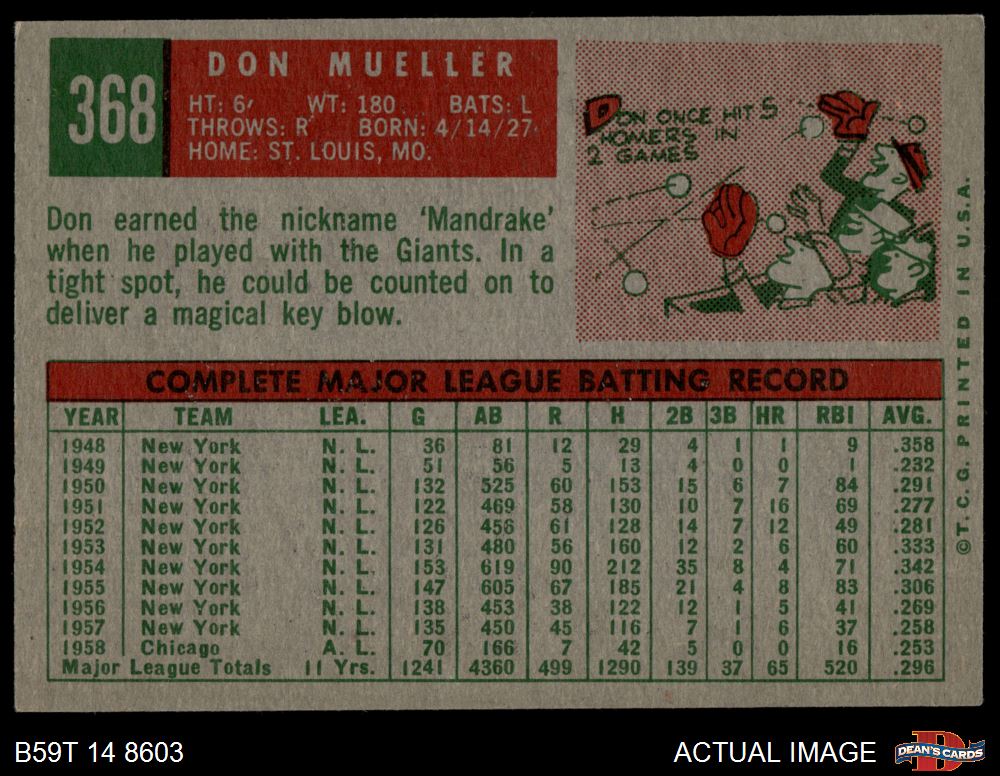 368
DON MUELLER
HT: 6' WT: 180 BATS: L
THROWS: R BORN: 4/14/27
HOME: ST. LOUIS, MO.
Don earned the nickname 'Mandrake'
when he played with the Giants. In a
tight spot, he could be counted on to
deliver a magical key blow.
DON ONCE HIT 5
HOMERS IN
2 GAMES
©T. C. G. PRINTED IN U.S.A.
COMPLETE MAJOR LEAGUE BATTING RECORD
YEAR TEAM LEA. G AB R H 2B 3B HR RBI AVG.
1948 New York N. L. 36 81 12 29 4 1 1 9 .358
1949 New York N. L. 51 56 5 13 4 0 0 1 .232
1950 New York N. L. 132 525 60 153 15 6 7 84 .291
1951 New York N. L. 122 469 58 130 10 7 16 69 .277
1952 New York N. L. 126 456 61 128 14 7 12 49 .281
1953 New York N. L. 131 480 56 160 12 2 6 60 .333
1954 New York N. L. 153 619 90 212 35 8 4 71 .342
1955 New York N. L. 147 605 67 185 21 4 8 83 .306
1956 New York N. L. 138 453 38 122 12 1 5 41 .269
1957 New York N. L. 135 450 45 116 7 1 6 37 .258
1958 Chicago A. L. 70 166 7 42 5 0 0 16 .253
Major League Totals 11 Yrs. 1241 4360 499 1290 139 37 65 520 .296
B59T 14 8603
ACTUAL IMAGE
DEAN'S CARDS